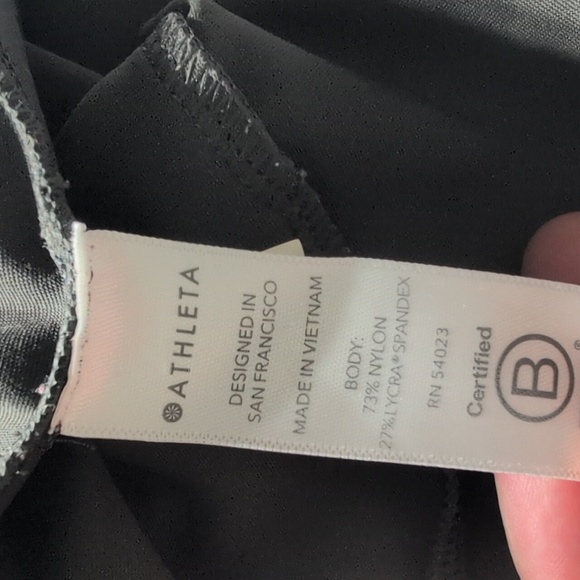 ATHLETA
DESIGNED IN
SAN FRANCISCO
MADE IN VIETNAM
BODY:
73% NYLON
27% LYCRA® SPANDEX
RN 54023
Certified
B
®